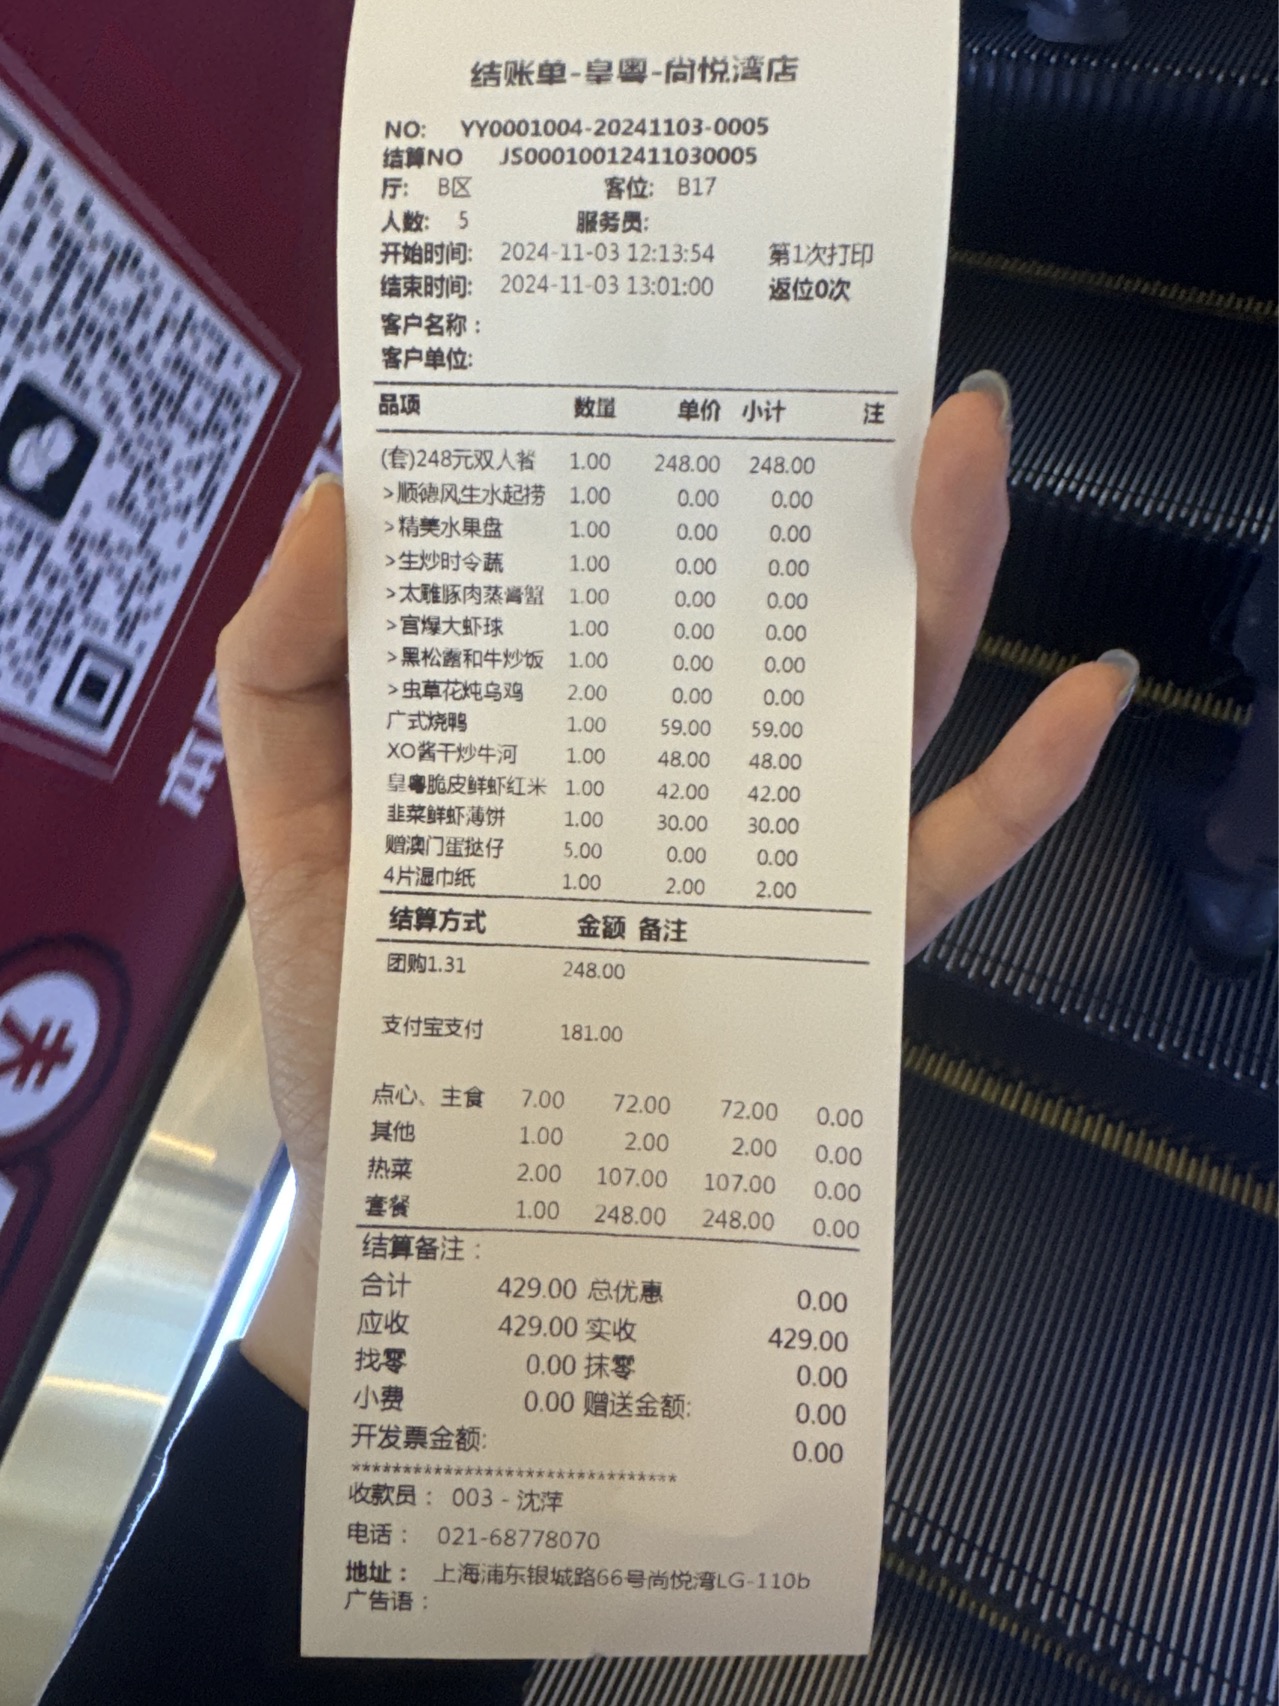 结账单-皇粤-尚悦湾店
NO: YY0001004-20241103-0005
结算NO JS00010012411030005
厅: B区 客位: B17
人数: 5 服务员:
开始时间: 2024-11-03 12:13:54 第1次打印
结束时间: 2024-11-03 13:01:00 返位0次
客户名称:
客户单位:
品项 数量 单价 小计 注
(套)248元双人餐 1.00 248.00 248.00
>顺德风生水起捞 1.00 0.00 0.00
>精美水果盘 1.00 0.00 0.00
>生炒时令蔬 1.00 0.00 0.00
>太雕豚肉蒸膏蟹 1.00 0.00 0.00
>宫爆大虾球 1.00 0.00 0.00
>黑松露和牛炒饭 1.00 0.00 0.00
>虫草花炖乌鸡 2.00 0.00 0.00
广式烧鸭 1.00 59.00 59.00
XO酱干炒牛河 1.00 48.00 48.00
皇粤脆皮鲜虾红米 1.00 42.00 42.00
韭菜鲜虾薄饼 1.00 30.00 30.00
赠澳门蛋挞仔 5.00 0.00 0.00
4片湿巾纸 1.00 2.00 2.00
结算方式 金额 备注
团购1.31 248.00
支付宝支付 181.00
点心、主食 7.00 72.00 72.00 0.00
其他 1.00 2.00 2.00 0.00
热菜 2.00 107.00 107.00 0.00
套餐 1.00 248.00 248.00 0.00
结算备注:
合计 429.00 总优惠 0.00
应收 429.00 实收 429.00
找零 0.00 抹零 0.00
小费 0.00 赠送金额: 0.00
开发票金额: 0.00
********************************
收款员: 003 - 沈萍
电话: 021-68778070
地址: 上海浦东银城路66号尚悦湾LG-110b
广告语: